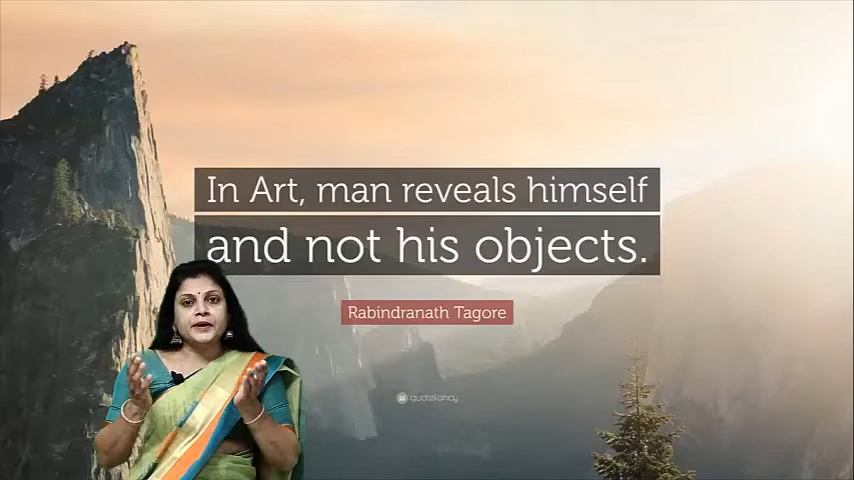 In Art, man reveals himself
and not his objects.
Rabindranath Tagore
quotefancy